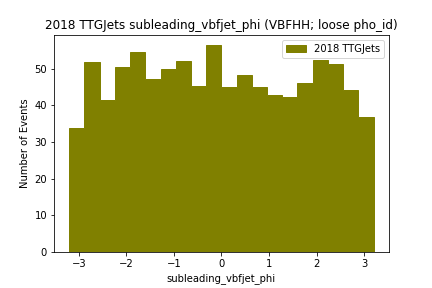 2018 TTGJets subleading_vbfjet_phi (VBFHH; loose pho_id)
2018 TTGJets
Number of Events
50
40
30
20
10
0
−3 −2 −1 0 1 2 3
subleading_vbfjet_phi